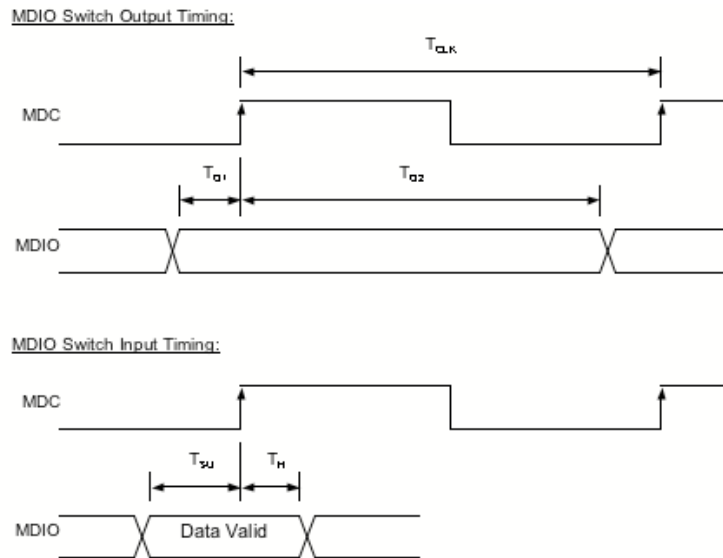 MDIO Switch Output Timing:
TCLK
MDC
TO1 TO2
MDIO
MDIO Switch Input Timing:
MDC
TSU TH
MDIO Data Valid